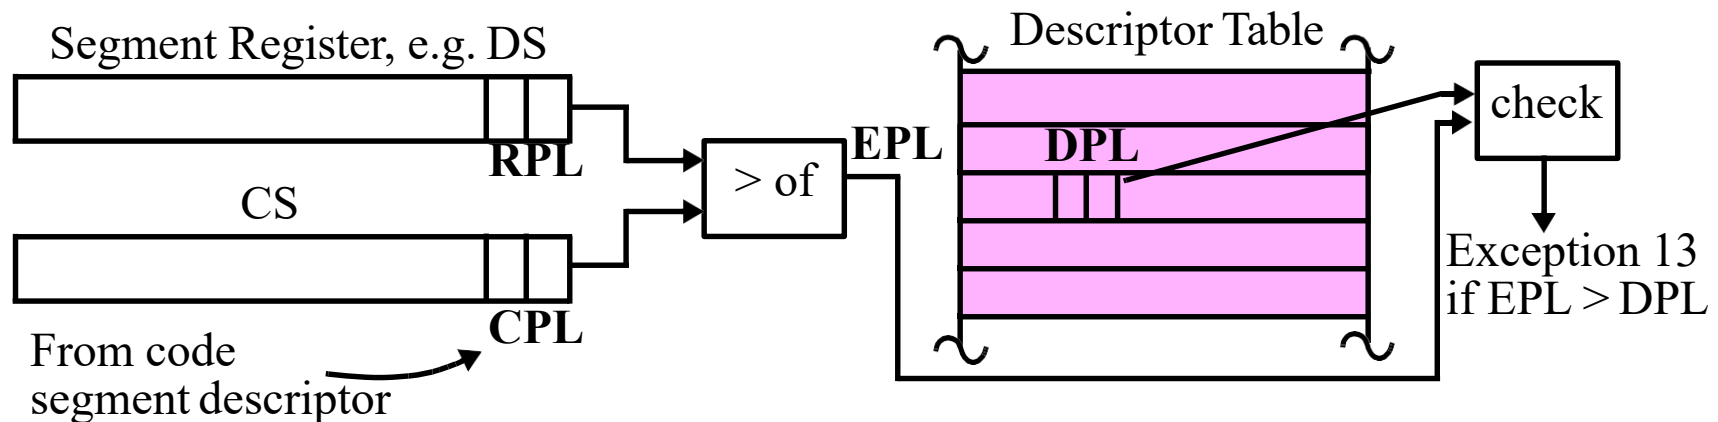 Segment Register, e.g. DS
RPL
CS
CPL
From code
segment descriptor
> of
EPL
Descriptor Table
DPL
check
Exception 13
if EPL > DPL